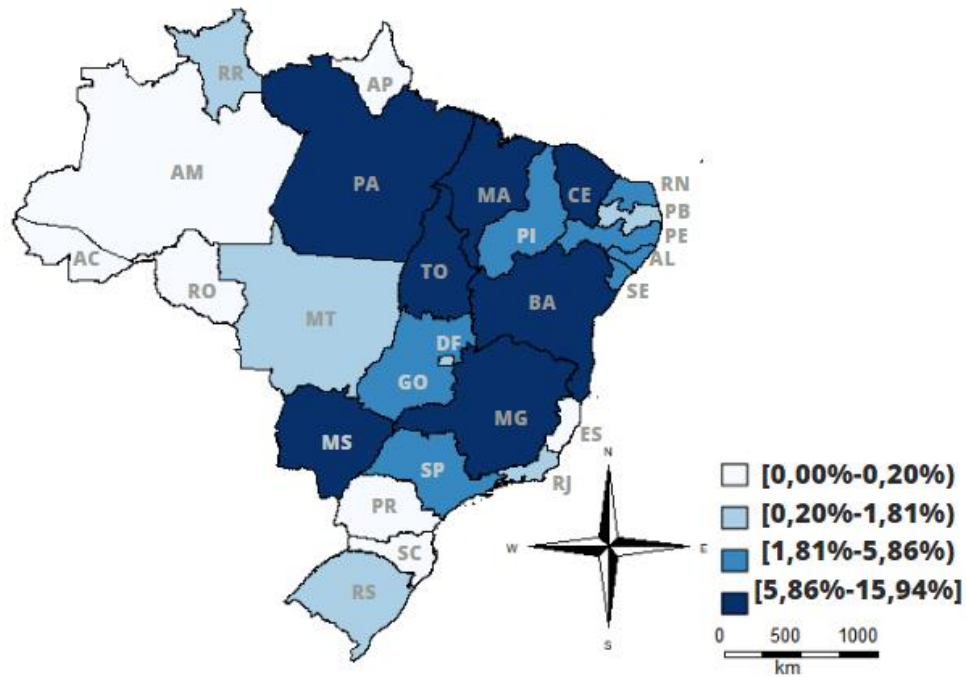 RR
AP
AM
PA
MA
CE
RN
PB
PI
PE
AL
AC
RO
TO
SE
MT
BA
DF
GO
MG
MS
ES
SP
RJ
PR
SC
RS
N
W
E
S
[0,00%-0,20%)
[0,20%-1,81%)
[1,81%-5,86%)
[5,86%-15,94%]
0 500 1000
km